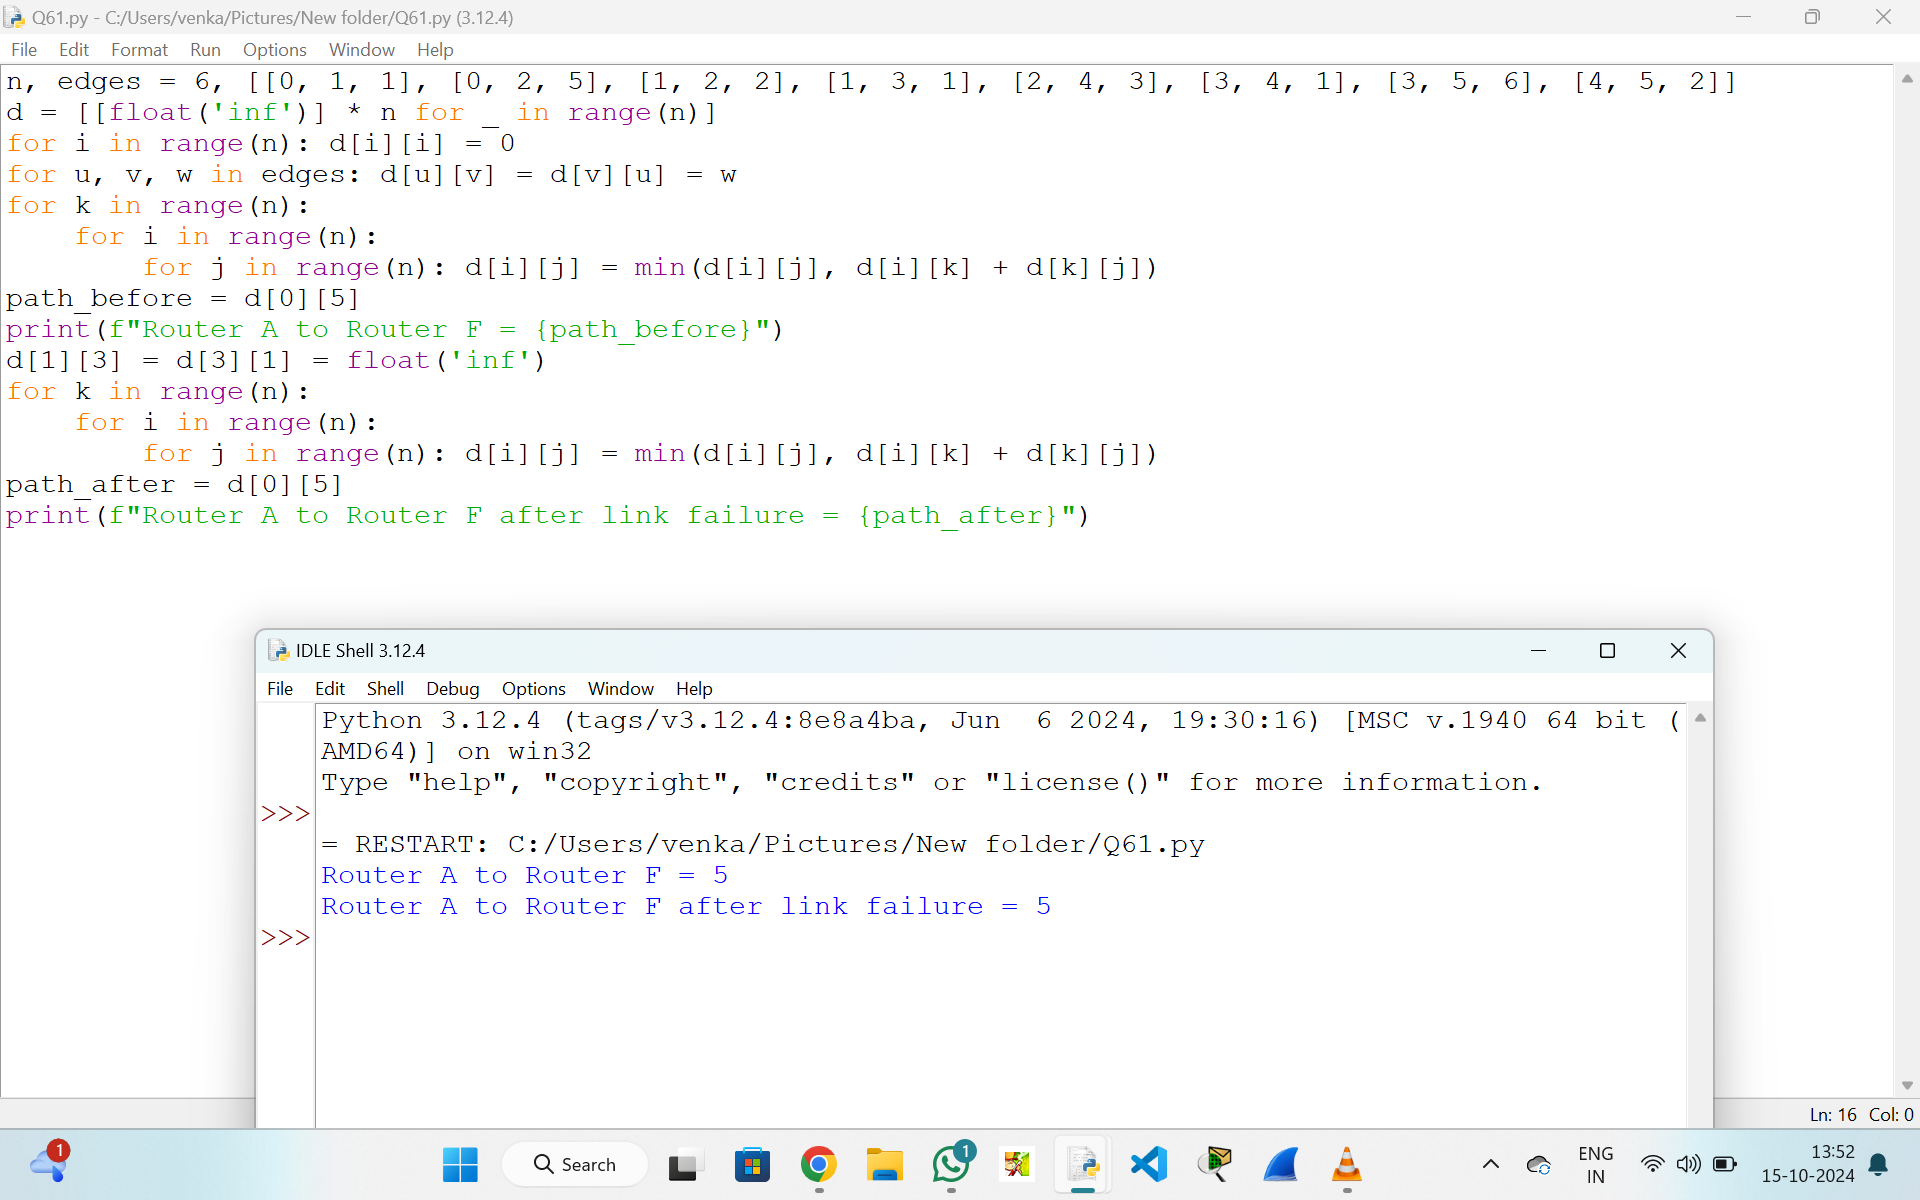 Q61.py - C:/Users/venka/Pictures/New folder/Q61.py (3.12.4)
File Edit Format Run Options Window Help
n, edges = 6, [[0, 1, 1], [0, 2, 5], [1, 2, 2], [1, 3, 1], [2, 4, 3], [3, 4, 1], [3, 5, 6], [4, 5, 2]]
d = [[float('inf')] * n for _ in range(n)]
for i in range(n): d[i][i] = 0
for u, v, w in edges: d[u][v] = d[v][u] = w
for k in range(n):
    for i in range(n):
        for j in range(n): d[i][j] = min(d[i][j], d[i][k] + d[k][j])
path_before = d[0][5]
print(f"Router A to Router F = {path_before}")
d[1][3] = d[3][1] = float('inf')
for k in range(n):
    for i in range(n):
        for j in range(n): d[i][j] = min(d[i][j], d[i][k] + d[k][j])
path_after = d[0][5]
print(f"Router A to Router F after link failure = {path_after}")
IDLE Shell 3.12.4
File Edit Shell Debug Options Window Help
Python 3.12.4 (tags/v3.12.4:8e8a4ba, Jun  6 2024, 19:30:16) [MSC v.1940 64 bit (
AMD64)] on win32
Type "help", "copyright", "credits" or "license()" for more information.
>>>
= RESTART: C:/Users/venka/Pictures/New folder/Q61.py
Router A to Router F = 5
Router A to Router F after link failure = 5
>>>
Ln: 16 Col: 0
1
Search
1
ENG
IN
13:52
15-10-2024